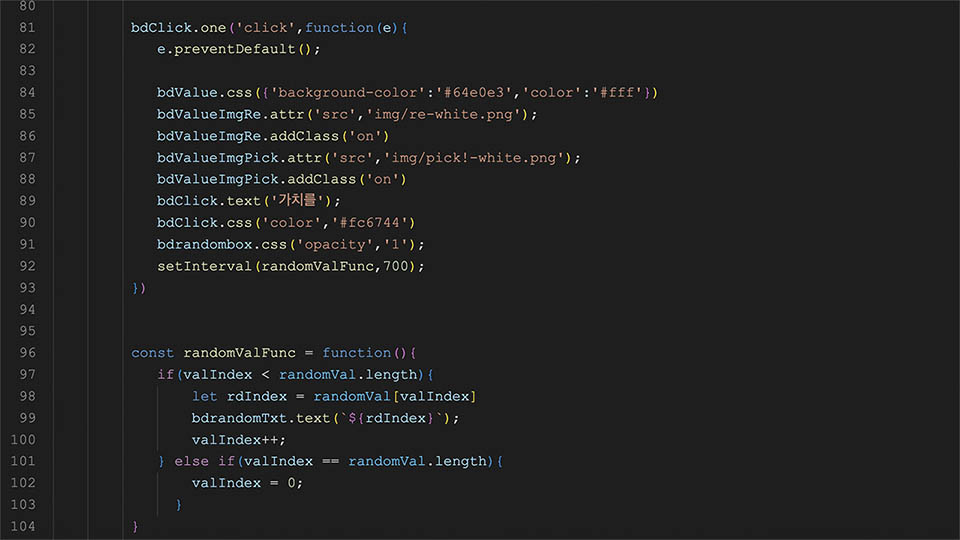 80
81 bdClick.one('click',function(e){
82 e.preventDefault();
83
84 bdValue.css({'background-color':'#64e0e3','color':'#fff'})
85 bdValueImgRe.attr('src','img/re-white.png');
86 bdValueImgRe.addClass('on')
87 bdValueImgPick.attr('src','img/pick!-white.png');
88 bdValueImgPick.addClass('on')
89 bdClick.text('가치를');
90 bdClick.css('color','#fc6744')
91 bdrandombox.css('opacity','1');
92 setInterval(randomValFunc,700);
93 })
94
95
96 const randomValFunc = function(){
97 if(valIndex < randomVal.length){
98 let rdIndex = randomVal[valIndex]
99 bdrandomTxt.text(`${rdIndex}`);
100 valIndex++;
101 } else if(valIndex == randomVal.length){
102 valIndex = 0;
103 }
104 }